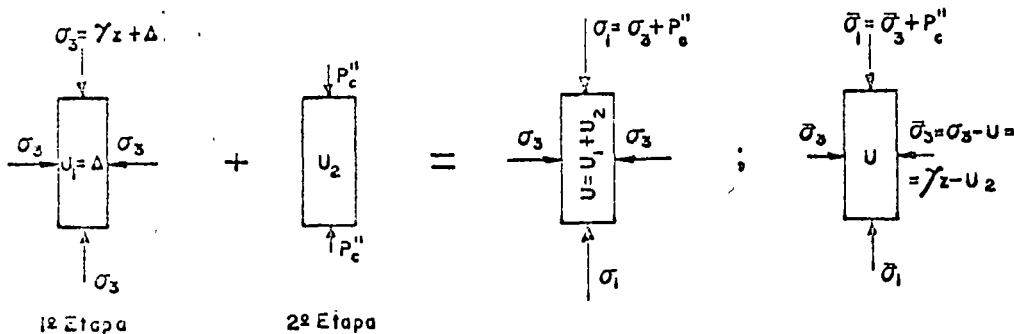 σ₃ = γz + Δ
σ₃
U₁ = Δ
σ₃
σ₃
1ª Etapa
+
P"c
U₂
P"c
2ª Etapa
=
σ₁ = σ₃ + P"c
σ₃
U = U₁ + U₂
σ₃
σ₁
;
σ̄₁ = σ̄₃ + P"c
σ̄₃
U
σ̄₃ = σ₃ - U =
= γz - U₂
σ̄₁